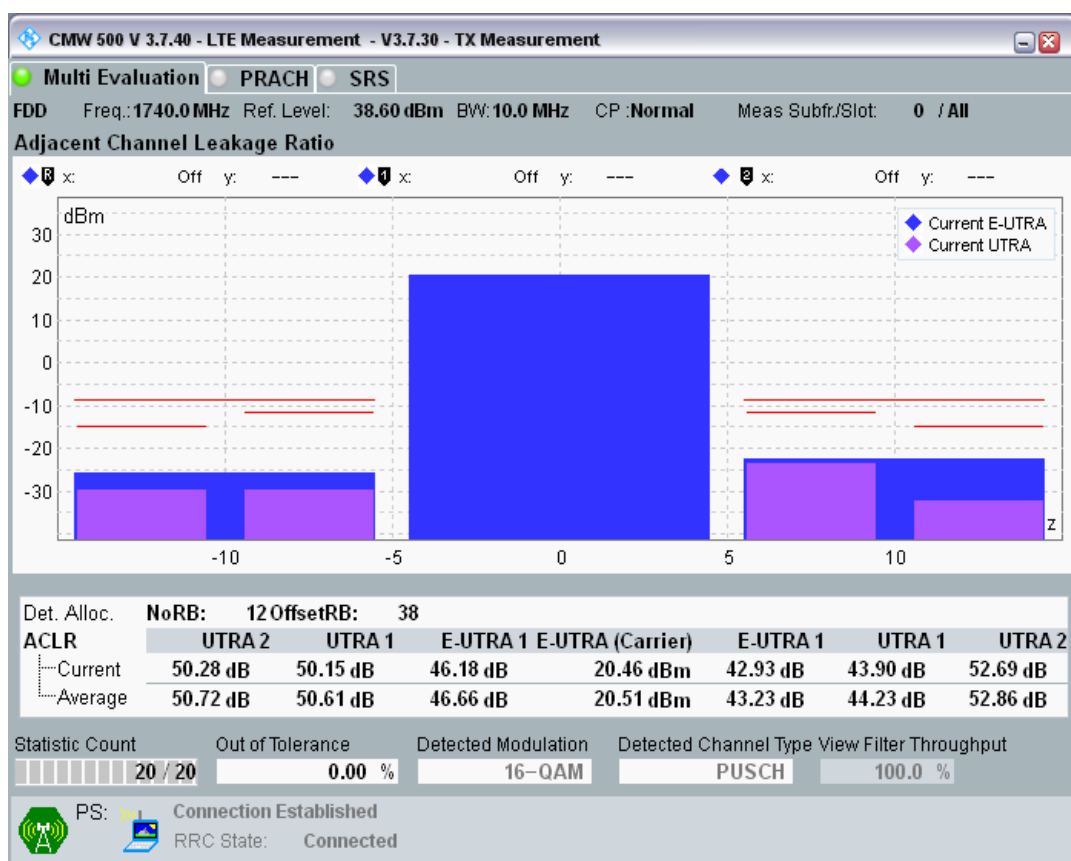 CMW 500 V 3.7.40 - LTE Measurement - V3.7.30 - TX Measurement
Multi Evaluation PRACH SRS
FDD Freq.: 1740.0 MHz Ref. Level: 38.60 dBm BW: 10.0 MHz CP :Normal Meas Subfr./Slot: 0 / All
Adjacent Channel Leakage Ratio
R x: Off y: --- 1 x: Off y: --- 2 x: Off y: ---
dBm
Current E-UTRA
Current UTRA
30
20
10
0
-10
-20
-30
z
-10 -5 0 5 10
Det. Alloc. NoRB: 12 OffsetRB: 38
ACLR UTRA 2 UTRA 1 E-UTRA 1 E-UTRA (Carrier) E-UTRA 1 UTRA 1 UTRA 2
Current 50.28 dB 50.15 dB 46.18 dB 20.46 dBm 42.93 dB 43.90 dB 52.69 dB
Average 50.72 dB 50.61 dB 46.66 dB 20.51 dBm 43.23 dB 44.23 dB 52.86 dB
Statistic Count Out of Tolerance Detected Modulation Detected Channel Type View Filter Throughput
20 / 20 0.00 % 16-QAM PUSCH 100.0 %
PS: Connection Established
RRC State: Connected